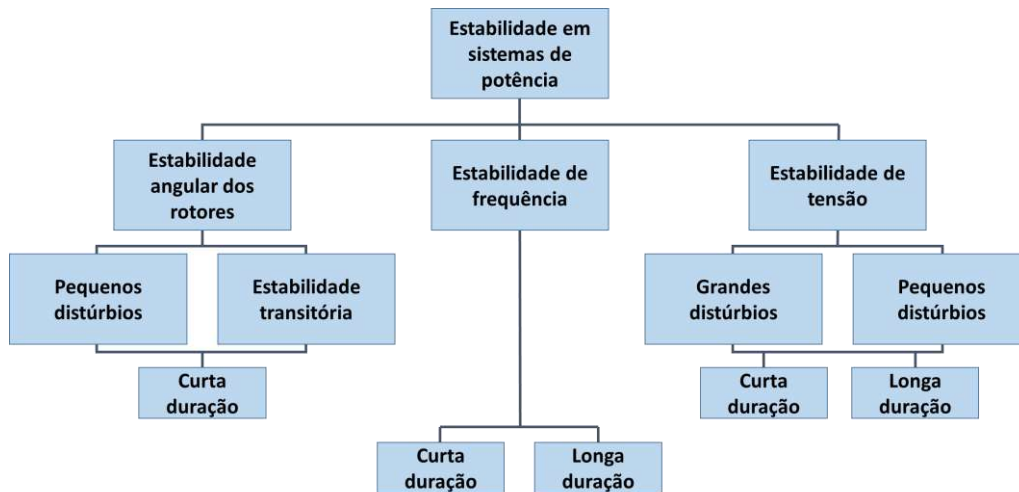 Estabilidade em
sistemas de
potência
Estabilidade
angular dos
rotores
Estabilidade de
frequência
Estabilidade de
tensão
Pequenos
distúrbios
Estabilidade
transitória
Grandes
distúrbios
Pequenos
distúrbios
Curta
duração
Curta
duração
Longa
duração
Curta
duração
Longa
duração